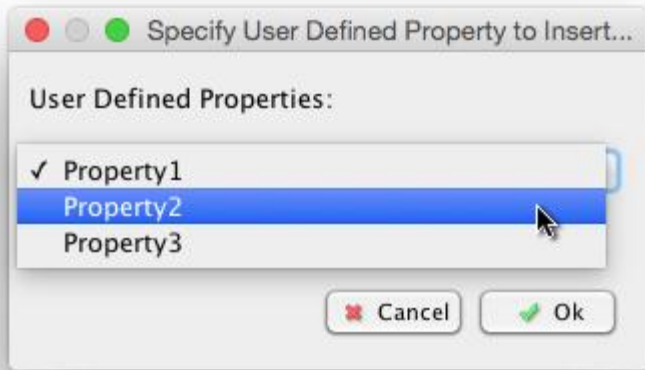 Specify User Defined Property to Insert...
User Defined Properties:
✓ Property1
Property2
Property3
Cancel
Ok